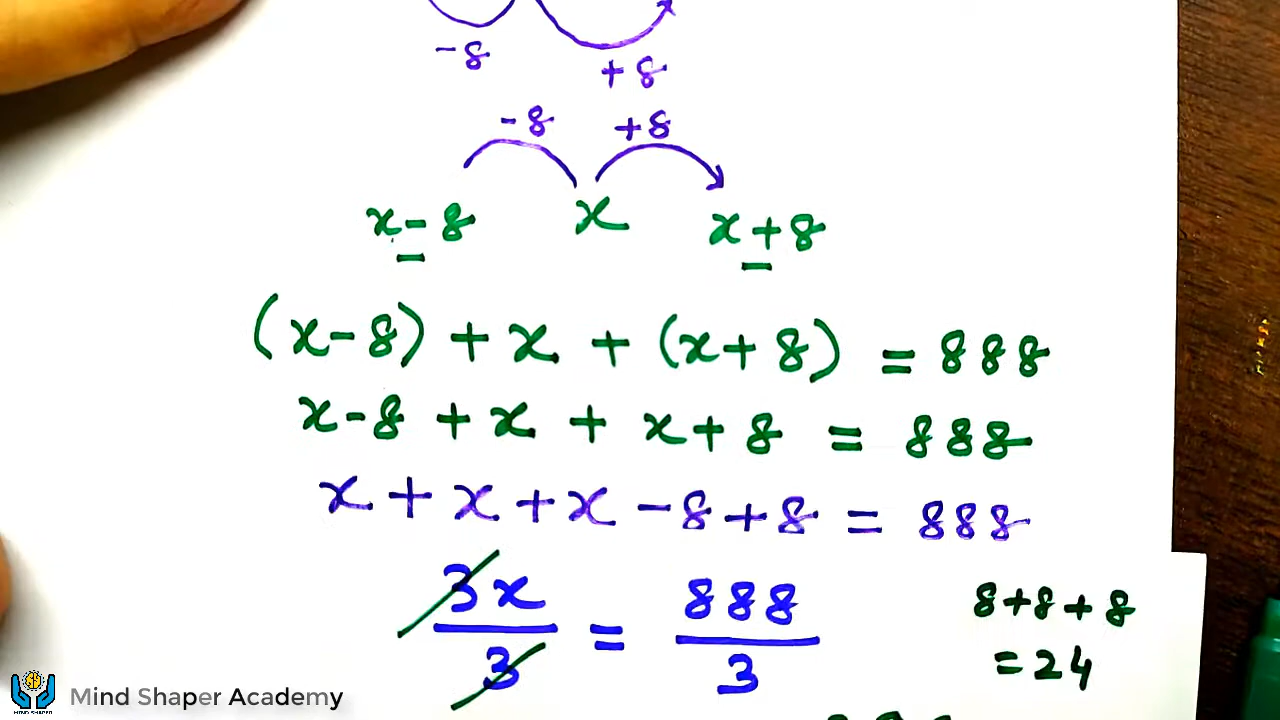 -8 +8
-8 +8
x-8 x x+8
(x-8) + x + (x+8) = 888
x-8 + x + x+8 = 888
x + x + x -8+8 = 888
3x/3 = 888/3
8+8+8
=24
Mind Shaper Academy